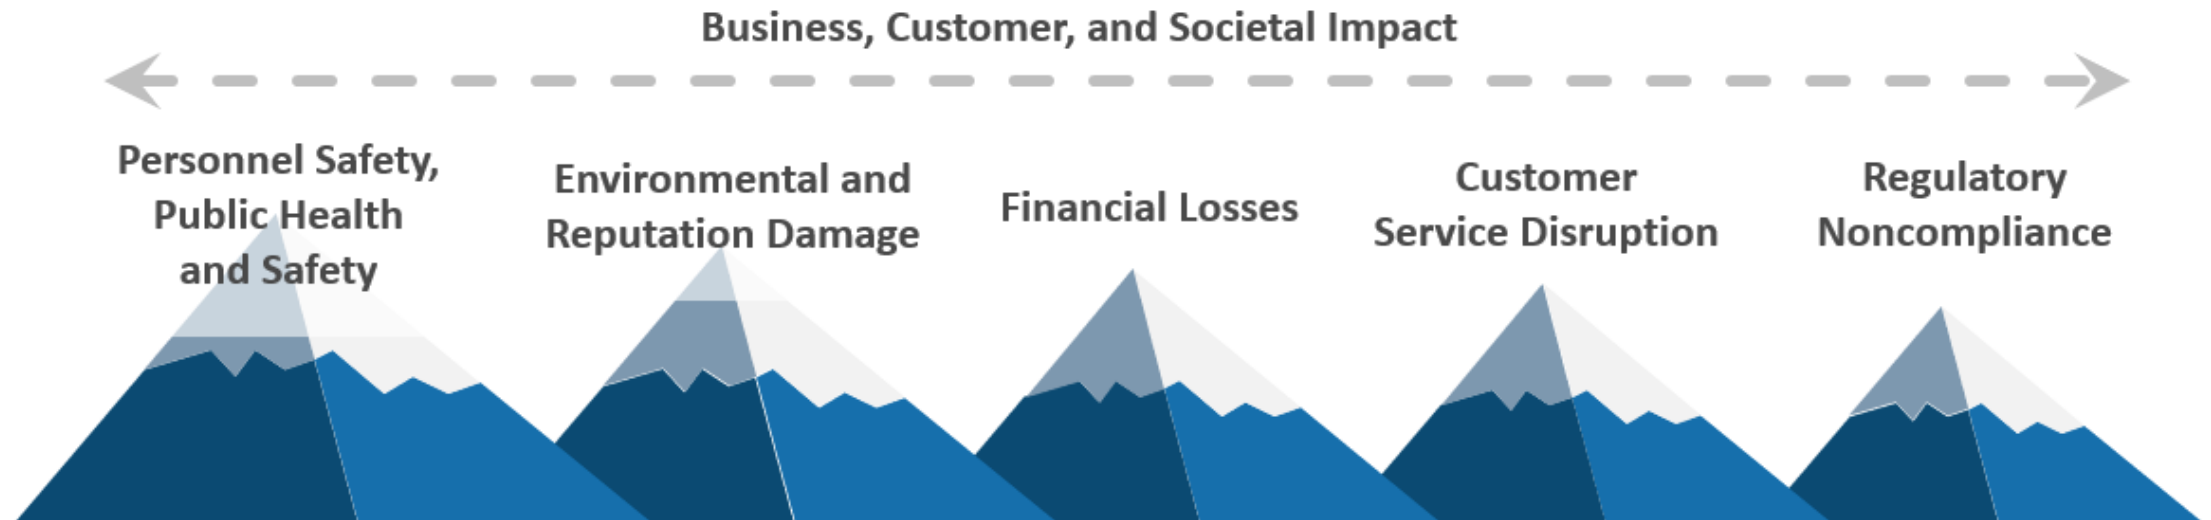 Business, Customer, and Societal Impact
Personnel Safety,
Public Health
and Safety
Environmental and
Reputation Damage
Financial Losses
Customer
Service Disruption
Regulatory
Noncompliance